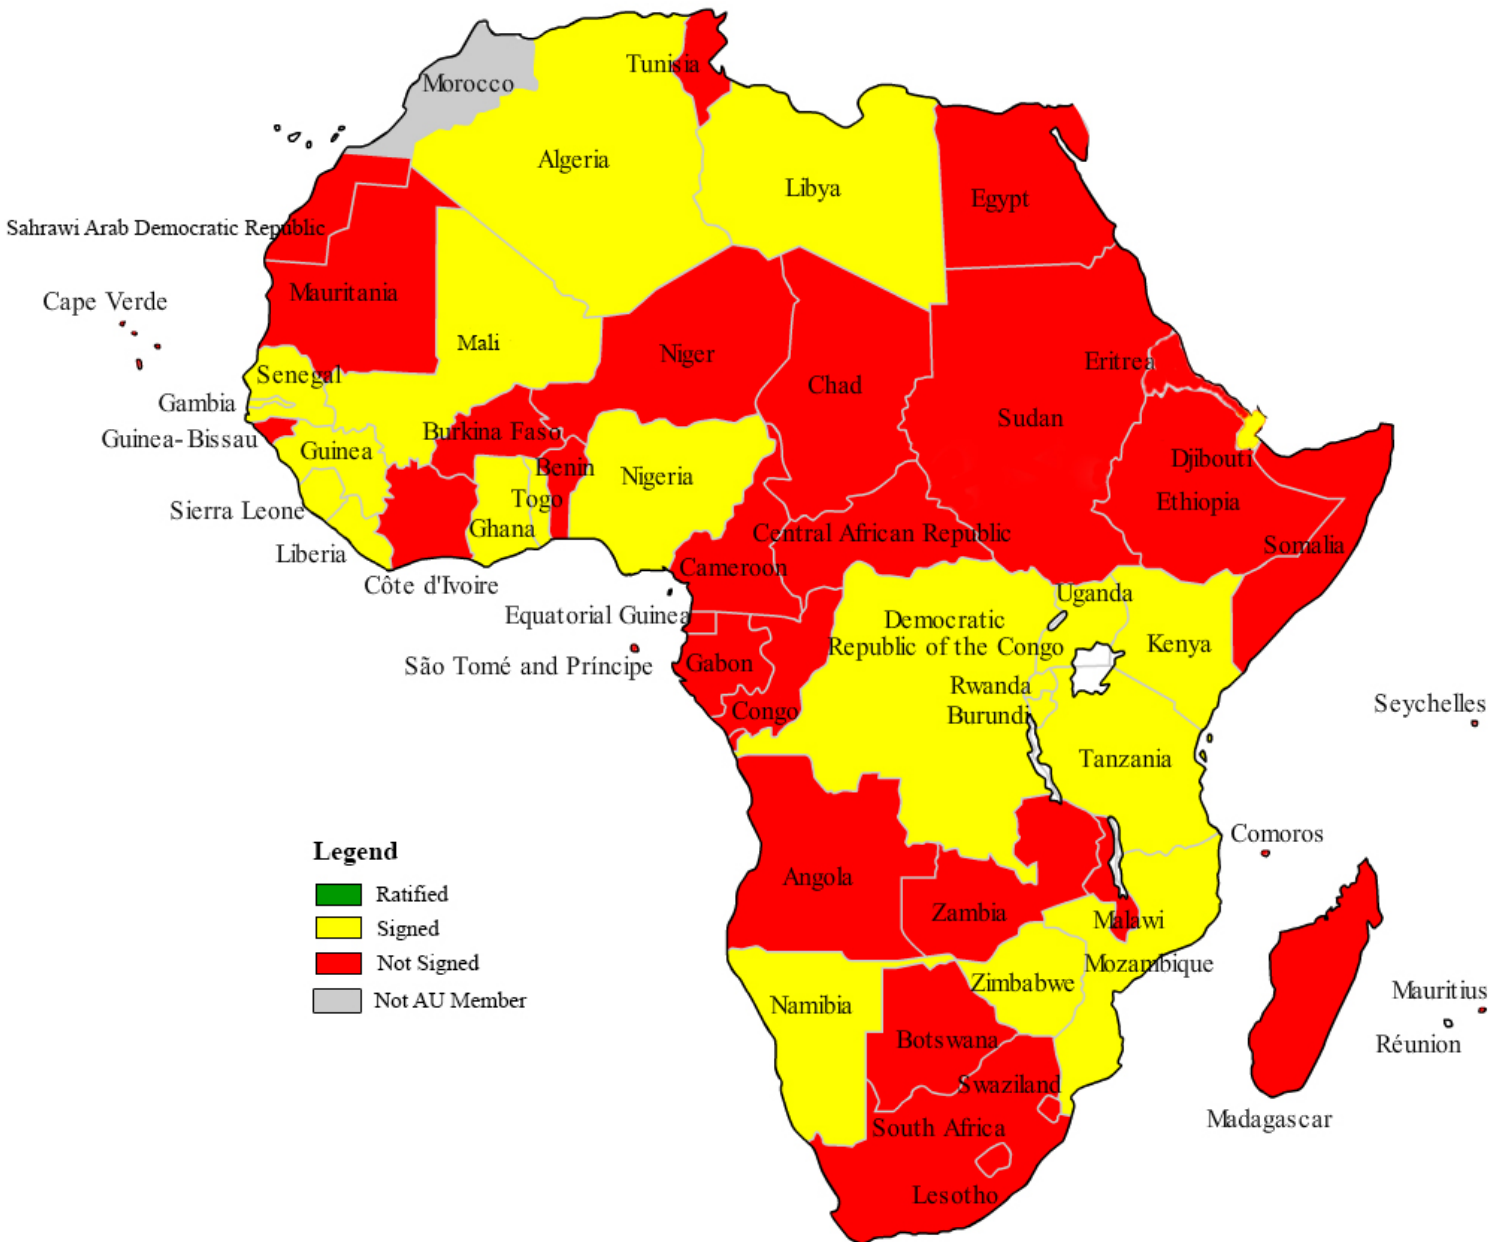 Tunisia
Morocco
Algeria
Libya
Egypt
Sahrawi Arab Democratic Republic
Mauritania
Cape Verde
Mali
Niger
Chad
Eritrea
Sudan
Senegal
Gambia
Guinea-Bissau
Guinea
Burkina Faso
Benin
Togo
Nigeria
Ghana
Djibouti
Ethiopia
Somalia
Sierra Leone
Liberia
Côte d'Ivoire
Central African Republic
Cameroon
Equatorial Guinea
São Tomé and Príncipe
Gabon
Congo
Democratic
Republic of the Congo
Uganda
Kenya
Rwanda
Burundi
Tanzania
Seychelles
Comoros
Angola
Zambia
Malawi
Mozambique
Zimbabwe
Namibia
Botswana
Swaziland
South Africa
Lesotho
Mauritius
Réunion
Madagascar
Legend
Ratified
Signed
Not Signed
Not AU Member